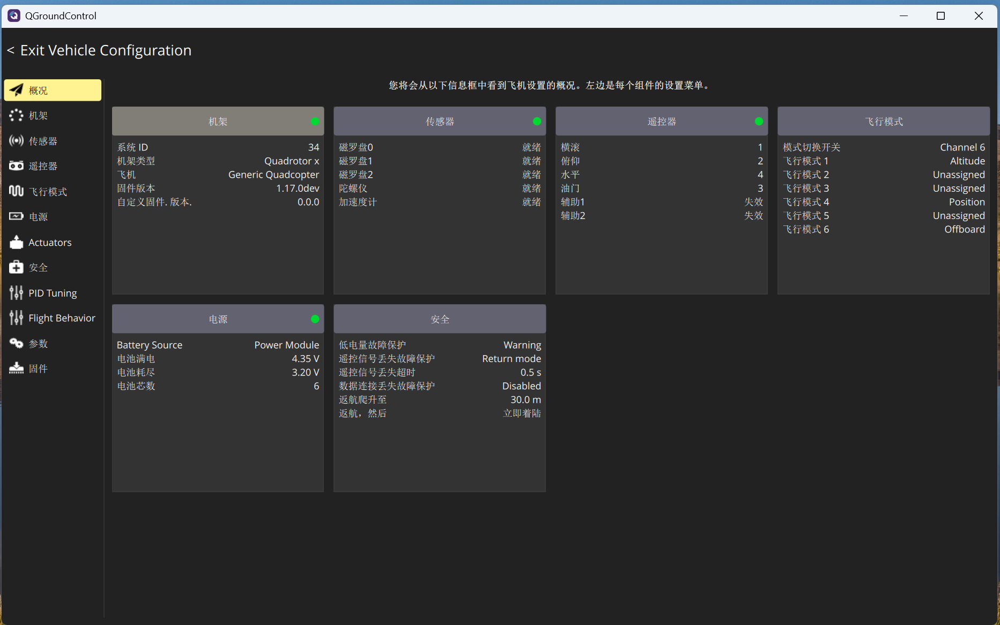 QGroundControl
< Exit Vehicle Configuration
概况
机架
传感器
遥控器
飞行模式
电源
Actuators
安全
PID Tuning
Flight Behavior
参数
固件
您将会从以下信息框中看到飞机设置的概况。左边是每个组件的设置菜单。
机架
系统 ID 34
机架类型 Quadrotor x
飞机 Generic Quadcopter
固件版本 1.17.0dev
自定义固件. 版本. 0.0.0
传感器
磁罗盘0 就绪
磁罗盘1 就绪
磁罗盘2 就绪
陀螺仪 就绪
加速度计 就绪
遥控器
横滚 1
俯仰 2
水平 4
油门 3
辅助1 失效
辅助2 失效
飞行模式
模式切换开关 Channel 6
飞行模式 1 Altitude
飞行模式 2 Unassigned
飞行模式 3 Unassigned
飞行模式 4 Position
飞行模式 5 Unassigned
飞行模式 6 Offboard
电源
Battery Source Power Module
电池满电 4.35 V
电池耗尽 3.20 V
电池芯数 6
安全
低电量故障保护 Warning
遥控信号丢失故障保护 Return mode
遥控信号丢失超时 0.5 s
数据连接丢失故障保护 Disabled
返航爬升至 30.0 m
返航，然后 立即着陆